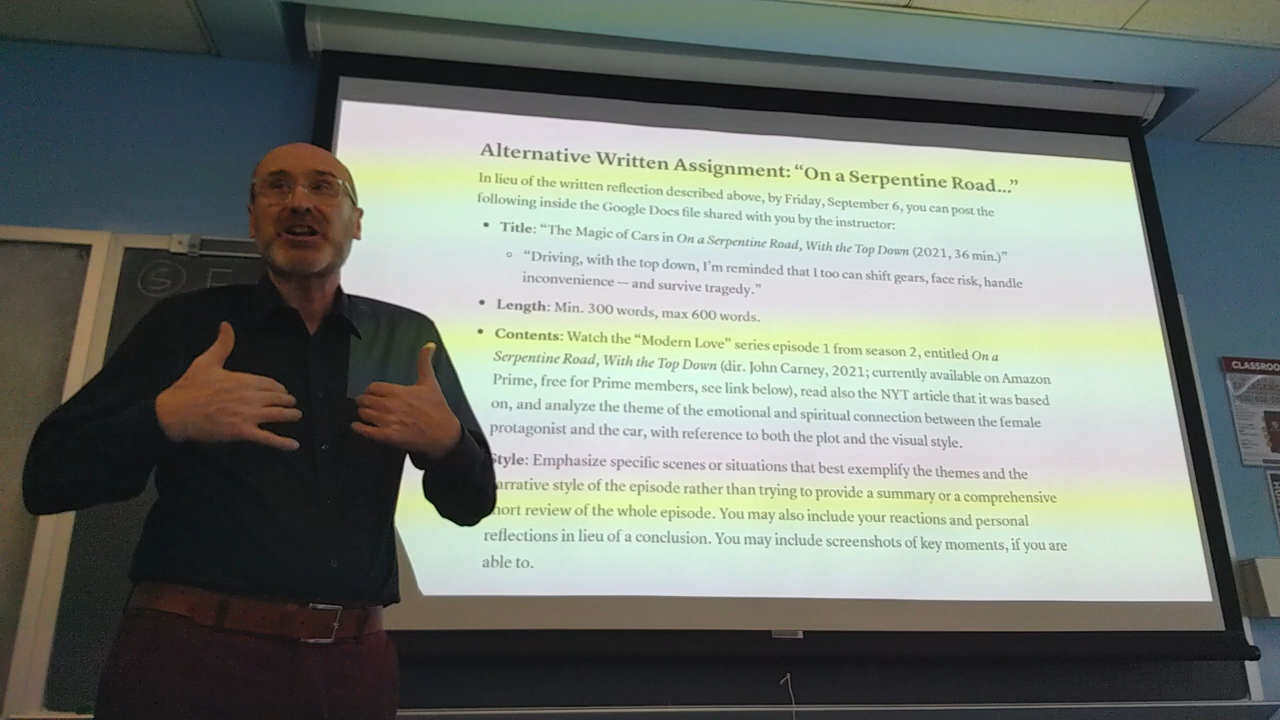 Alternative Written Assignment: “On a Serpentine Road...”
In lieu of the written reflection described above, by Friday, September 6, you can post the
following inside the Google Docs file shared with you by the instructor:
• Title: “The Magic of Cars in On a Serpentine Road, With the Top Down (2021, 36 min.)”
○ “Driving, with the top down, I’m reminded that I too can shift gears, face risk, handle
inconvenience — and survive tragedy.”
• Length: Min. 300 words, max 600 words.
• Contents: Watch the “Modern Love” series episode 1 from season 2, entitled On a
Serpentine Road, With the Top Down (dir. John Carney, 2021; currently available on Amazon
Prime, free for Prime members, see link below), read also the NYT article that it was based
on, and analyze the theme of the emotional and spiritual connection between the female
protagonist and the car, with reference to both the plot and the visual style.
Style: Emphasize specific scenes or situations that best exemplify the themes and the
arrative style of the episode rather than trying to provide a summary or a comprehensive
hort review of the whole episode. You may also include your reactions and personal
reflections in lieu of a conclusion. You may include screenshots of key moments, if you are
able to.
S F
CLASSROO